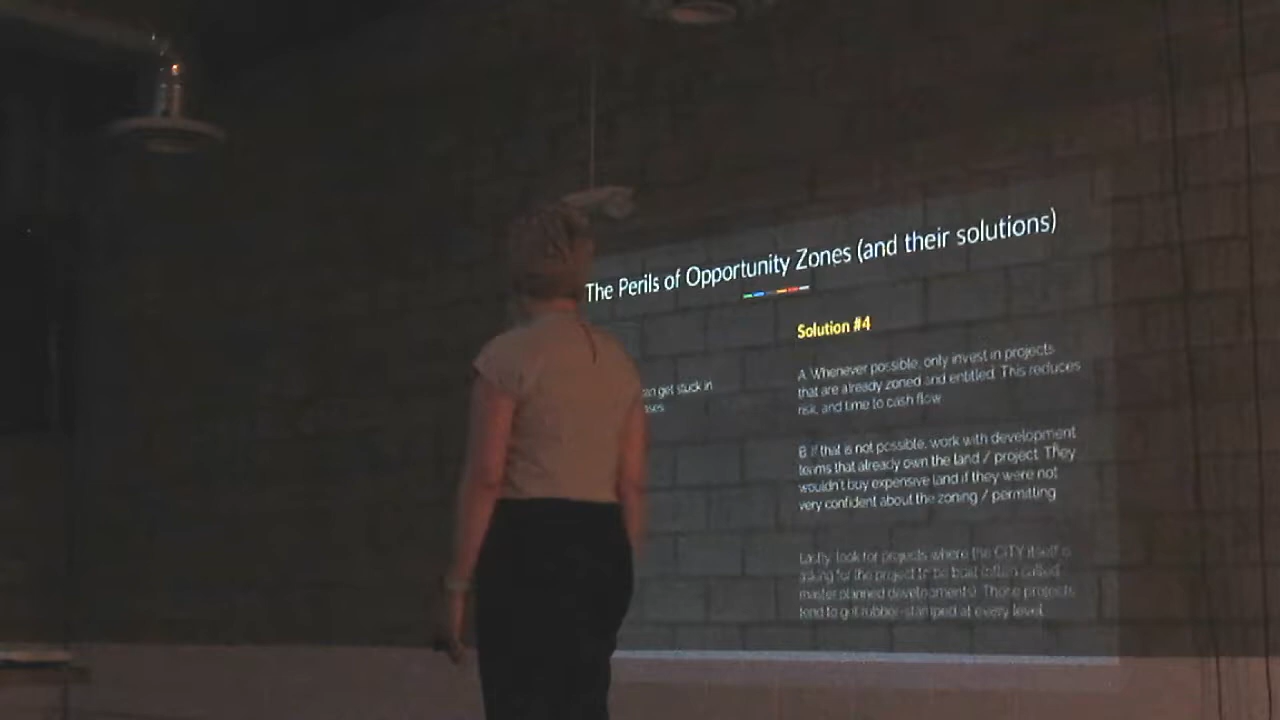 The Perils of Opportunity Zones (and their solutions)
get stuck in
Solution #4
A. Whenever possible, only invest in projects
that are already zoned and entitled. This reduces
risk, and time to cash flow
B. If that is not possible, work with development
teams that already own the land / project. They
wouldn't buy expensive land if they were not
very confident about the zoning / permitting
Lastly, look for projects where the CITY itself is
asking for the project to be built (often called
master planned developments). Those projects
tend to get rubber-stamped at every level.